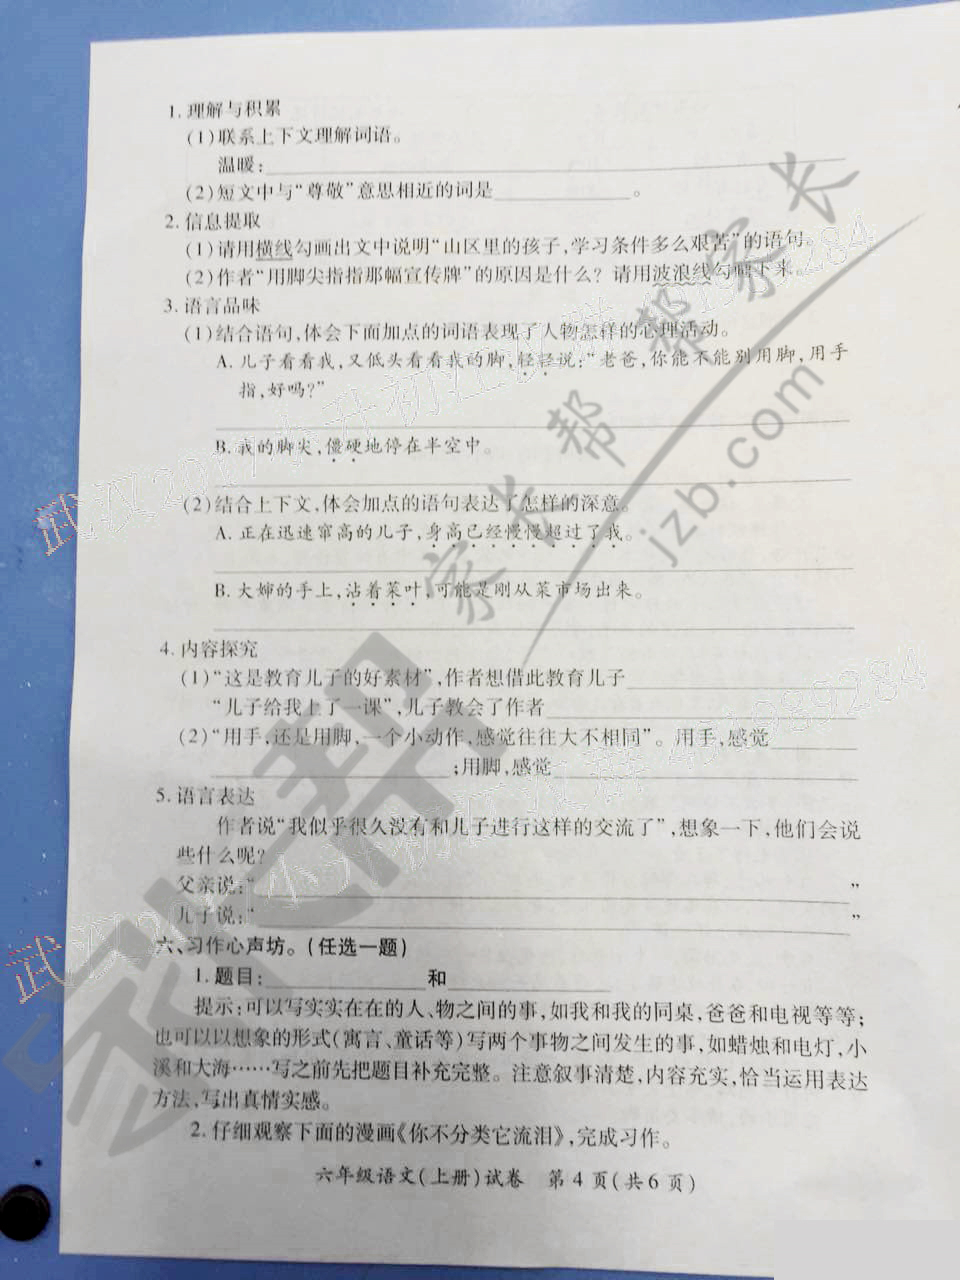 1. 理解与积累
(1)联系上下文理解词语。
温暖:
(2)短文中与“尊敬”意思相近的词是 。
2. 信息提取
(1)请用横线勾画出文中说明“山区里的孩子,学习条件多么艰苦”的语句。
(2)作者“用脚尖指指那幅宣传牌”的原因是什么? 请用波浪线勾画下来。
3. 语言品味
(1)结合语句,体会下面加点的词语表现了人物怎样的心理活动。
A. 儿子看看我,又低头看看我的脚,轻轻说:“老爸,你能不能别用脚,用手
指,好吗?”
B. 我的脚尖,僵硬地停在半空中。
(2)结合上下文,体会加点的语句表达了怎样的深意。
A. 正在迅速窜高的儿子,身高已经慢慢超过了我。
B. 大婶的手上,沾着菜叶,可能是刚从菜市场出来。
4. 内容探究
(1)“这是教育儿子的好素材”,作者想借此教育儿子
“儿子给我上了一课”,儿子教会了作者
(2)“用手,还是用脚,一个小动作,感觉往往大不相同”。用手,感觉
;用脚,感觉
5. 语言表达
作者说“我似乎很久没有和儿子进行这样的交流了”,想象一下,他们会说
些什么呢?
父亲说:“ ”
儿子说:“ ”
六、习作心声坊。(任选一题)
1. 题目: 和
提示:可以写实实在在的人、物之间的事,如我和我的同桌,爸爸和电视等等;
也可以以想象的形式(寓言、童话等)写两个事物之间发生的事,如蜡烛和电灯,小
溪和大海……写之前先把题目补充完整。注意叙事清楚,内容充实,恰当运用表达
方法,写出真情实感。
2. 仔细观察下面的漫画《你不分类它流泪》,完成习作。
六年级语文(上册)试卷 第 4 页(共 6 页)
家长帮
家长帮
jzb.com